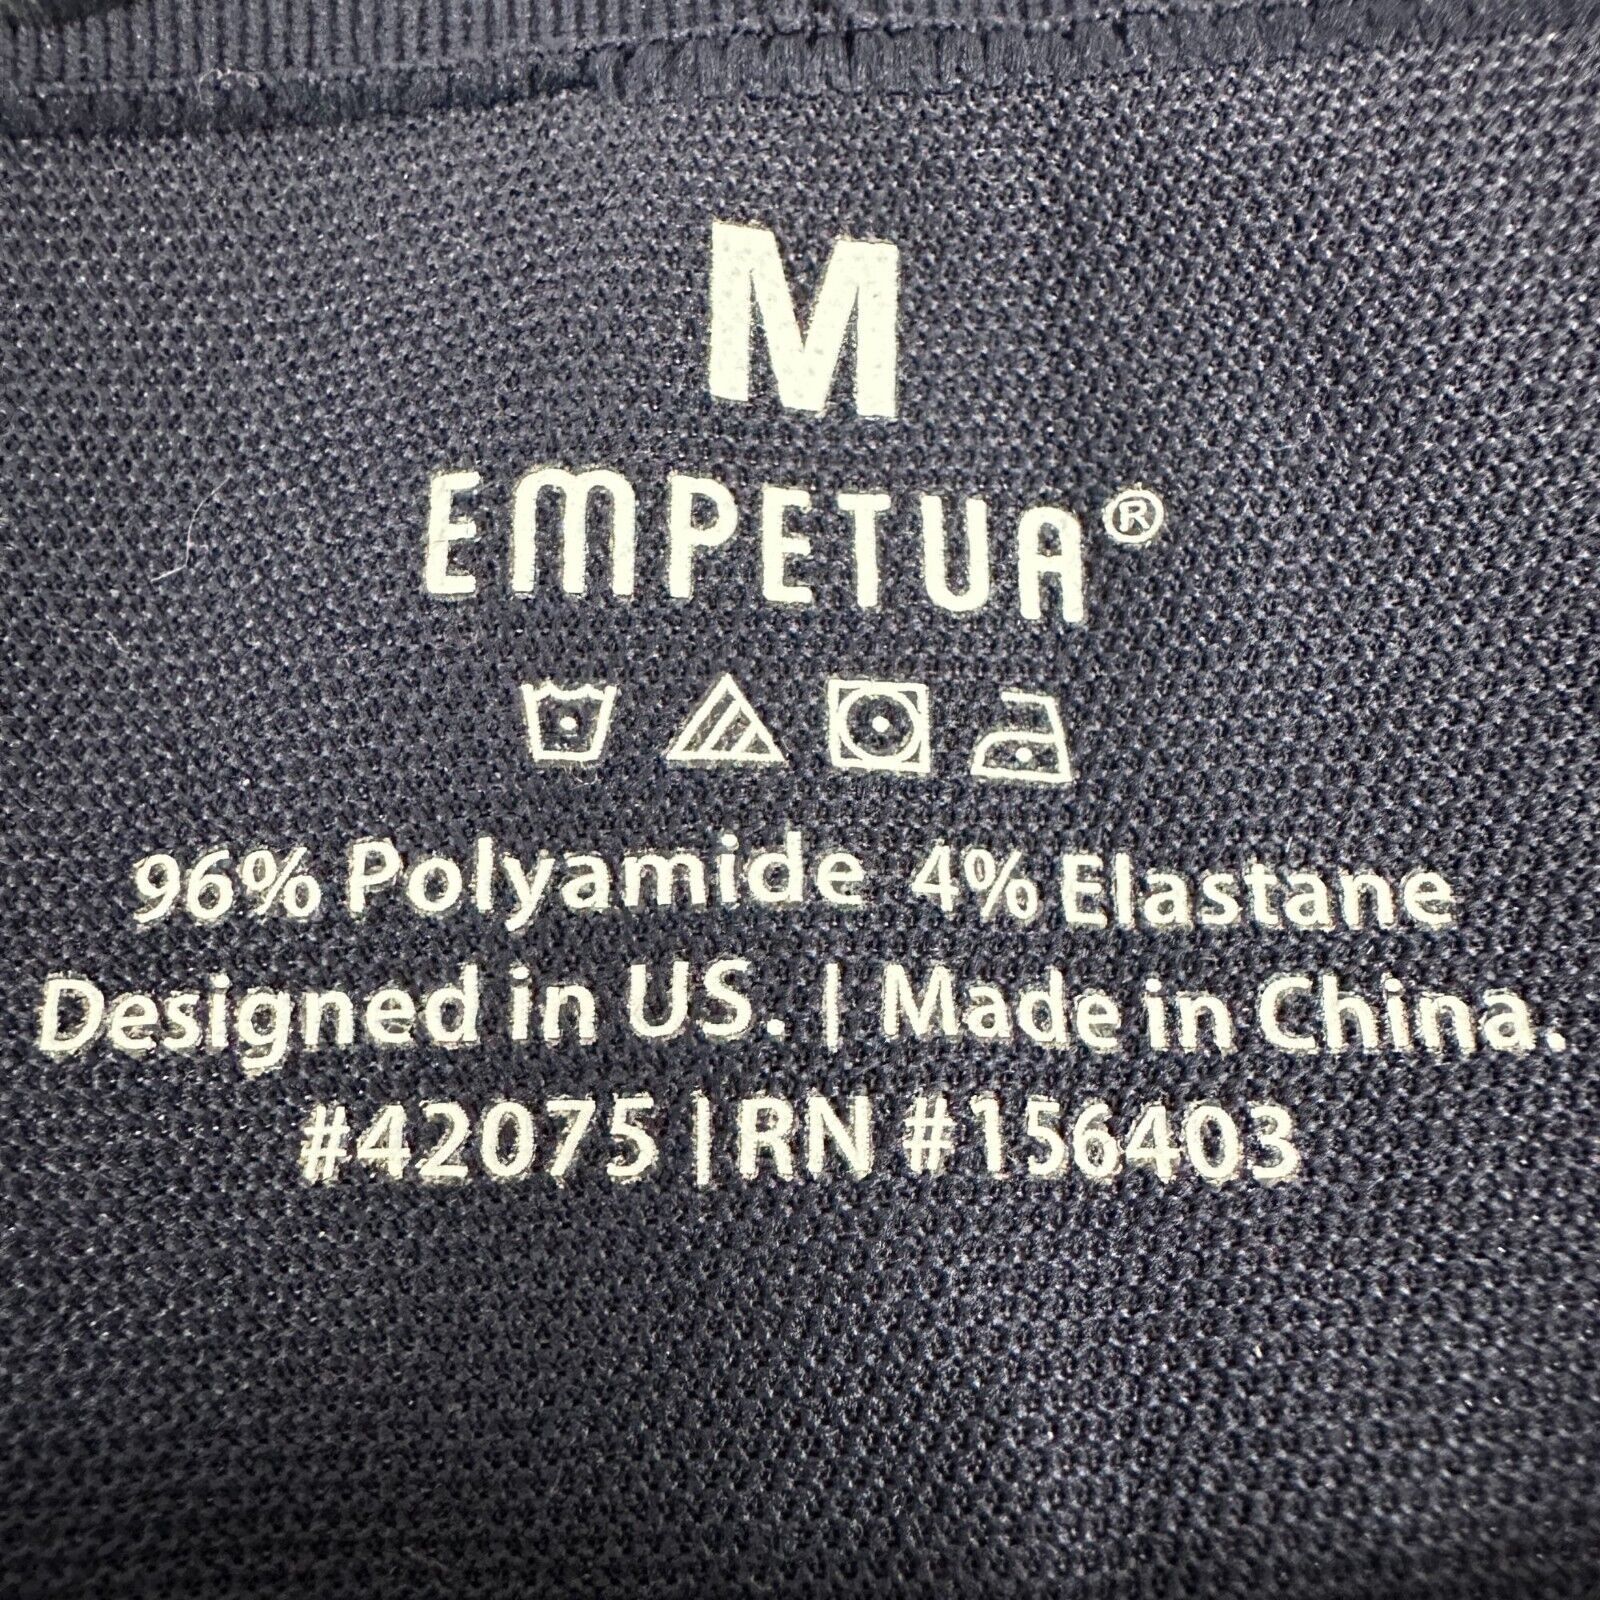 M
EMPETUA®
96% Polyamide 4% Elastane
Designed in US. | Made in China.
#42075 | RN #156403